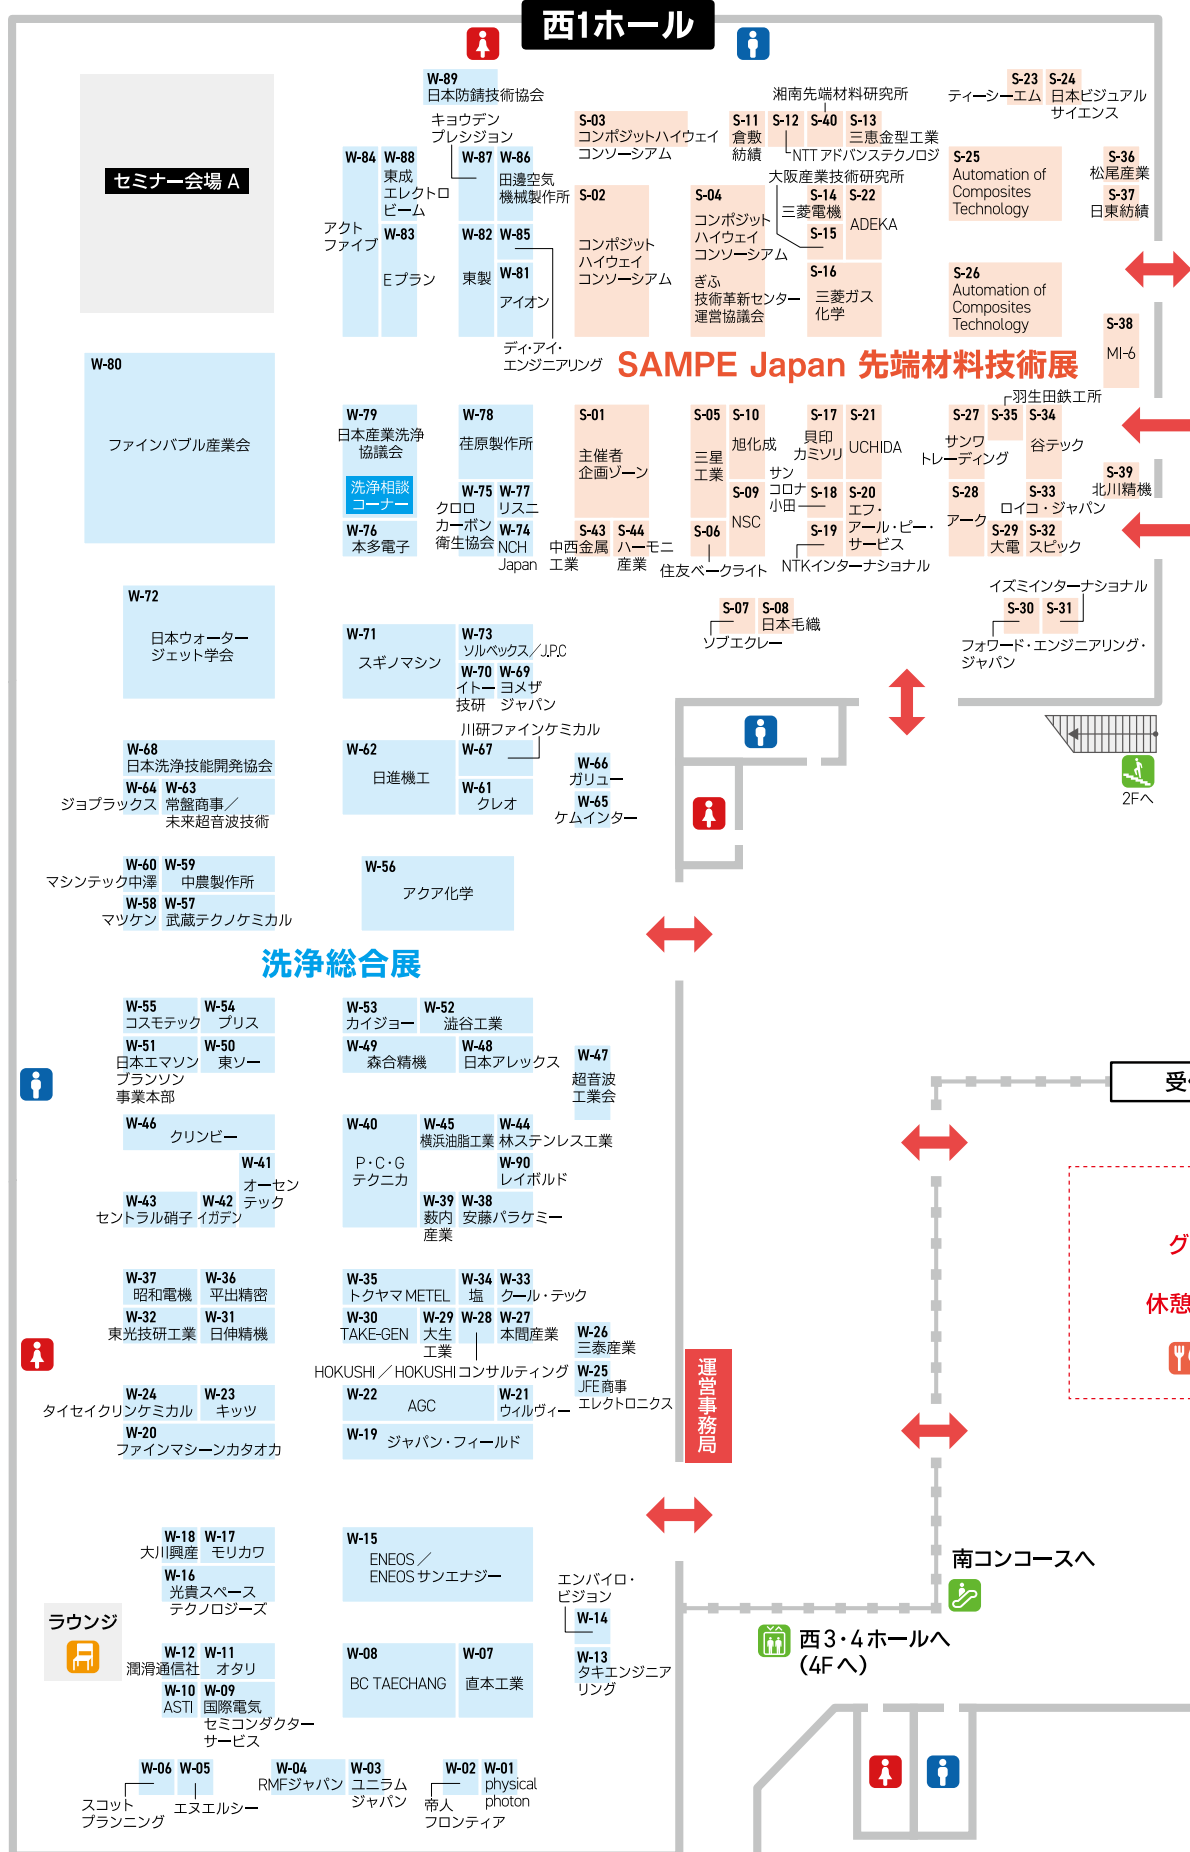 西1ホール
セミナー会場 A
W-89
日本防錆技術協会
キョウデン
プレシジョン
W-84
アクト
ファイブ
W-88
東成
エレクトロ
ビーム
W-87
W-86
田邊空気
機械製作所
W-83
Eプラン
W-82
東製
W-85
W-81
アイオン
ディ・アイ・
エンジニアリング
S-03
コンポジットハイウェイ
コンソーシアム
S-02
コンポジット
ハイウェイ
コンソーシアム
S-04
コンポジット
ハイウェイ
コンソーシアム
ぎふ
技術革新センター
運営協議会
湘南先端材料研究所
S-11
倉敷
紡績
S-12
S-40
S-13
三恵金型工業
NTTアドバンステクノロジ
大阪産業技術研究所
S-14
三菱電機
S-22
ADEKA
S-15
S-16
三菱ガス
化学
S-23
ティーシーエム
S-24
日本ビジュアル
サイエンス
S-25
Automation of
Composites
Technology
S-36
松尾産業
S-37
日東紡績
S-26
Automation of
Composites
Technology
S-38
MI-6
SAMPE Japan 先端材料技術展
W-80
ファインバブル産業会
W-79
日本産業洗浄
協議会
洗浄相談
コーナー
W-76
本多電子
W-78
荏原製作所
W-75
クロロ
カーボン
衛生協会
W-77
リスニ
W-74
NCH
Japan
S-01
主催者
企画ゾーン
S-43
中西金属
工業
S-44
ハーモニ
産業
S-05
三星
工業
S-10
旭化成
S-09
NSC
S-06
住友ベークライト
S-17
貝印
カミソリ
S-21
UCHIDA
サン
コロナ
小田
S-18
S-20
エフ・
アール・ピー・
サービス
S-19
NTKインターナショナル
羽生田鉄工所
S-27
サンワ
トレーディング
S-35
S-34
谷テック
S-39
北川精機
S-28
アーク
S-33
ロイコ・ジャパン
S-29
大電
S-32
スピック
S-07
ソブエクレー
S-08
日本毛織
イズミインターナショナル
S-30
S-31
フォワード・エンジニアリング・
ジャパン
W-72
日本ウォーター
ジェット学会
W-71
スギノマシン
W-73
ソルベックス／J.P.C
W-70
イトー
技研
W-69
ヨメザ
ジャパン
川研ファインケミカル
W-68
日本洗浄技能開発協会
W-64
ジョプラックス
W-63
常盤商事／
未来超音波技術
W-62
日進機工
W-67
W-61
クレオ
W-66
ガリュー
W-65
ケムインター
2Fへ
W-60
マシンテック中澤
W-59
中農製作所
W-58
マツケン
W-57
武蔵テクノケミカル
W-56
アクア化学
洗浄総合展
W-55
コスモテック
W-54
プリス
W-51
日本エマソン
ブランソン
事業本部
W-50
東ソー
W-53
カイジョー
W-52
澁谷工業
W-49
森合精機
W-48
日本アレックス
W-47
超音波
工業会
受
W-46
クリンビー
W-41
オーセン
テック
W-43
セントラル硝子
W-42
イガデン
W-40
P・C・G
テクニカ
W-45
横浜油脂工業
W-44
林ステンレス工業
W-90
レイボルド
W-39
薮内
産業
W-38
安藤パラケミー
グ
休憩
W-37
昭和電機
W-36
平出精密
W-32
東光技研工業
W-31
日伸精機
W-35
トクヤマMETEL
W-34
塩
W-33
クール・テック
W-30
TAKE-GEN
W-29
大生
工業
W-28
W-27
本間産業
HOKUSHI／HOKUSHIコンサルティング
W-26
三泰産業
W-25
JFE商事
エレクトロニクス
運営事務局
W-24
タイセイクリンケミカル
W-23
キッツ
W-20
ファインマシーンカタオカ
W-22
AGC
W-21
ウィルヴィー
W-19
ジャパン・フィールド
W-18
大川興産
W-17
モリカワ
W-16
光貴スペース
テクノロジーズ
W-15
ENEOS／
ENEOSサンエナジー
エンバイロ・
ビジョン
W-14
W-13
タキエンジニア
リング
南コンコースへ
西3・4ホールへ
(4Fへ)
ラウンジ
W-12
潤滑通信社
W-11
オタリ
W-10
ASTI
W-09
国際電気
セミコンダクター
サービス
W-08
BC TAECHANG
W-07
直本工業
W-06
スコット
プランニング
W-05
エヌエルシー
W-04
RMFジャパン
W-03
ユニラム
ジャパン
W-02
帝人
フロンティア
W-01
physical
photon